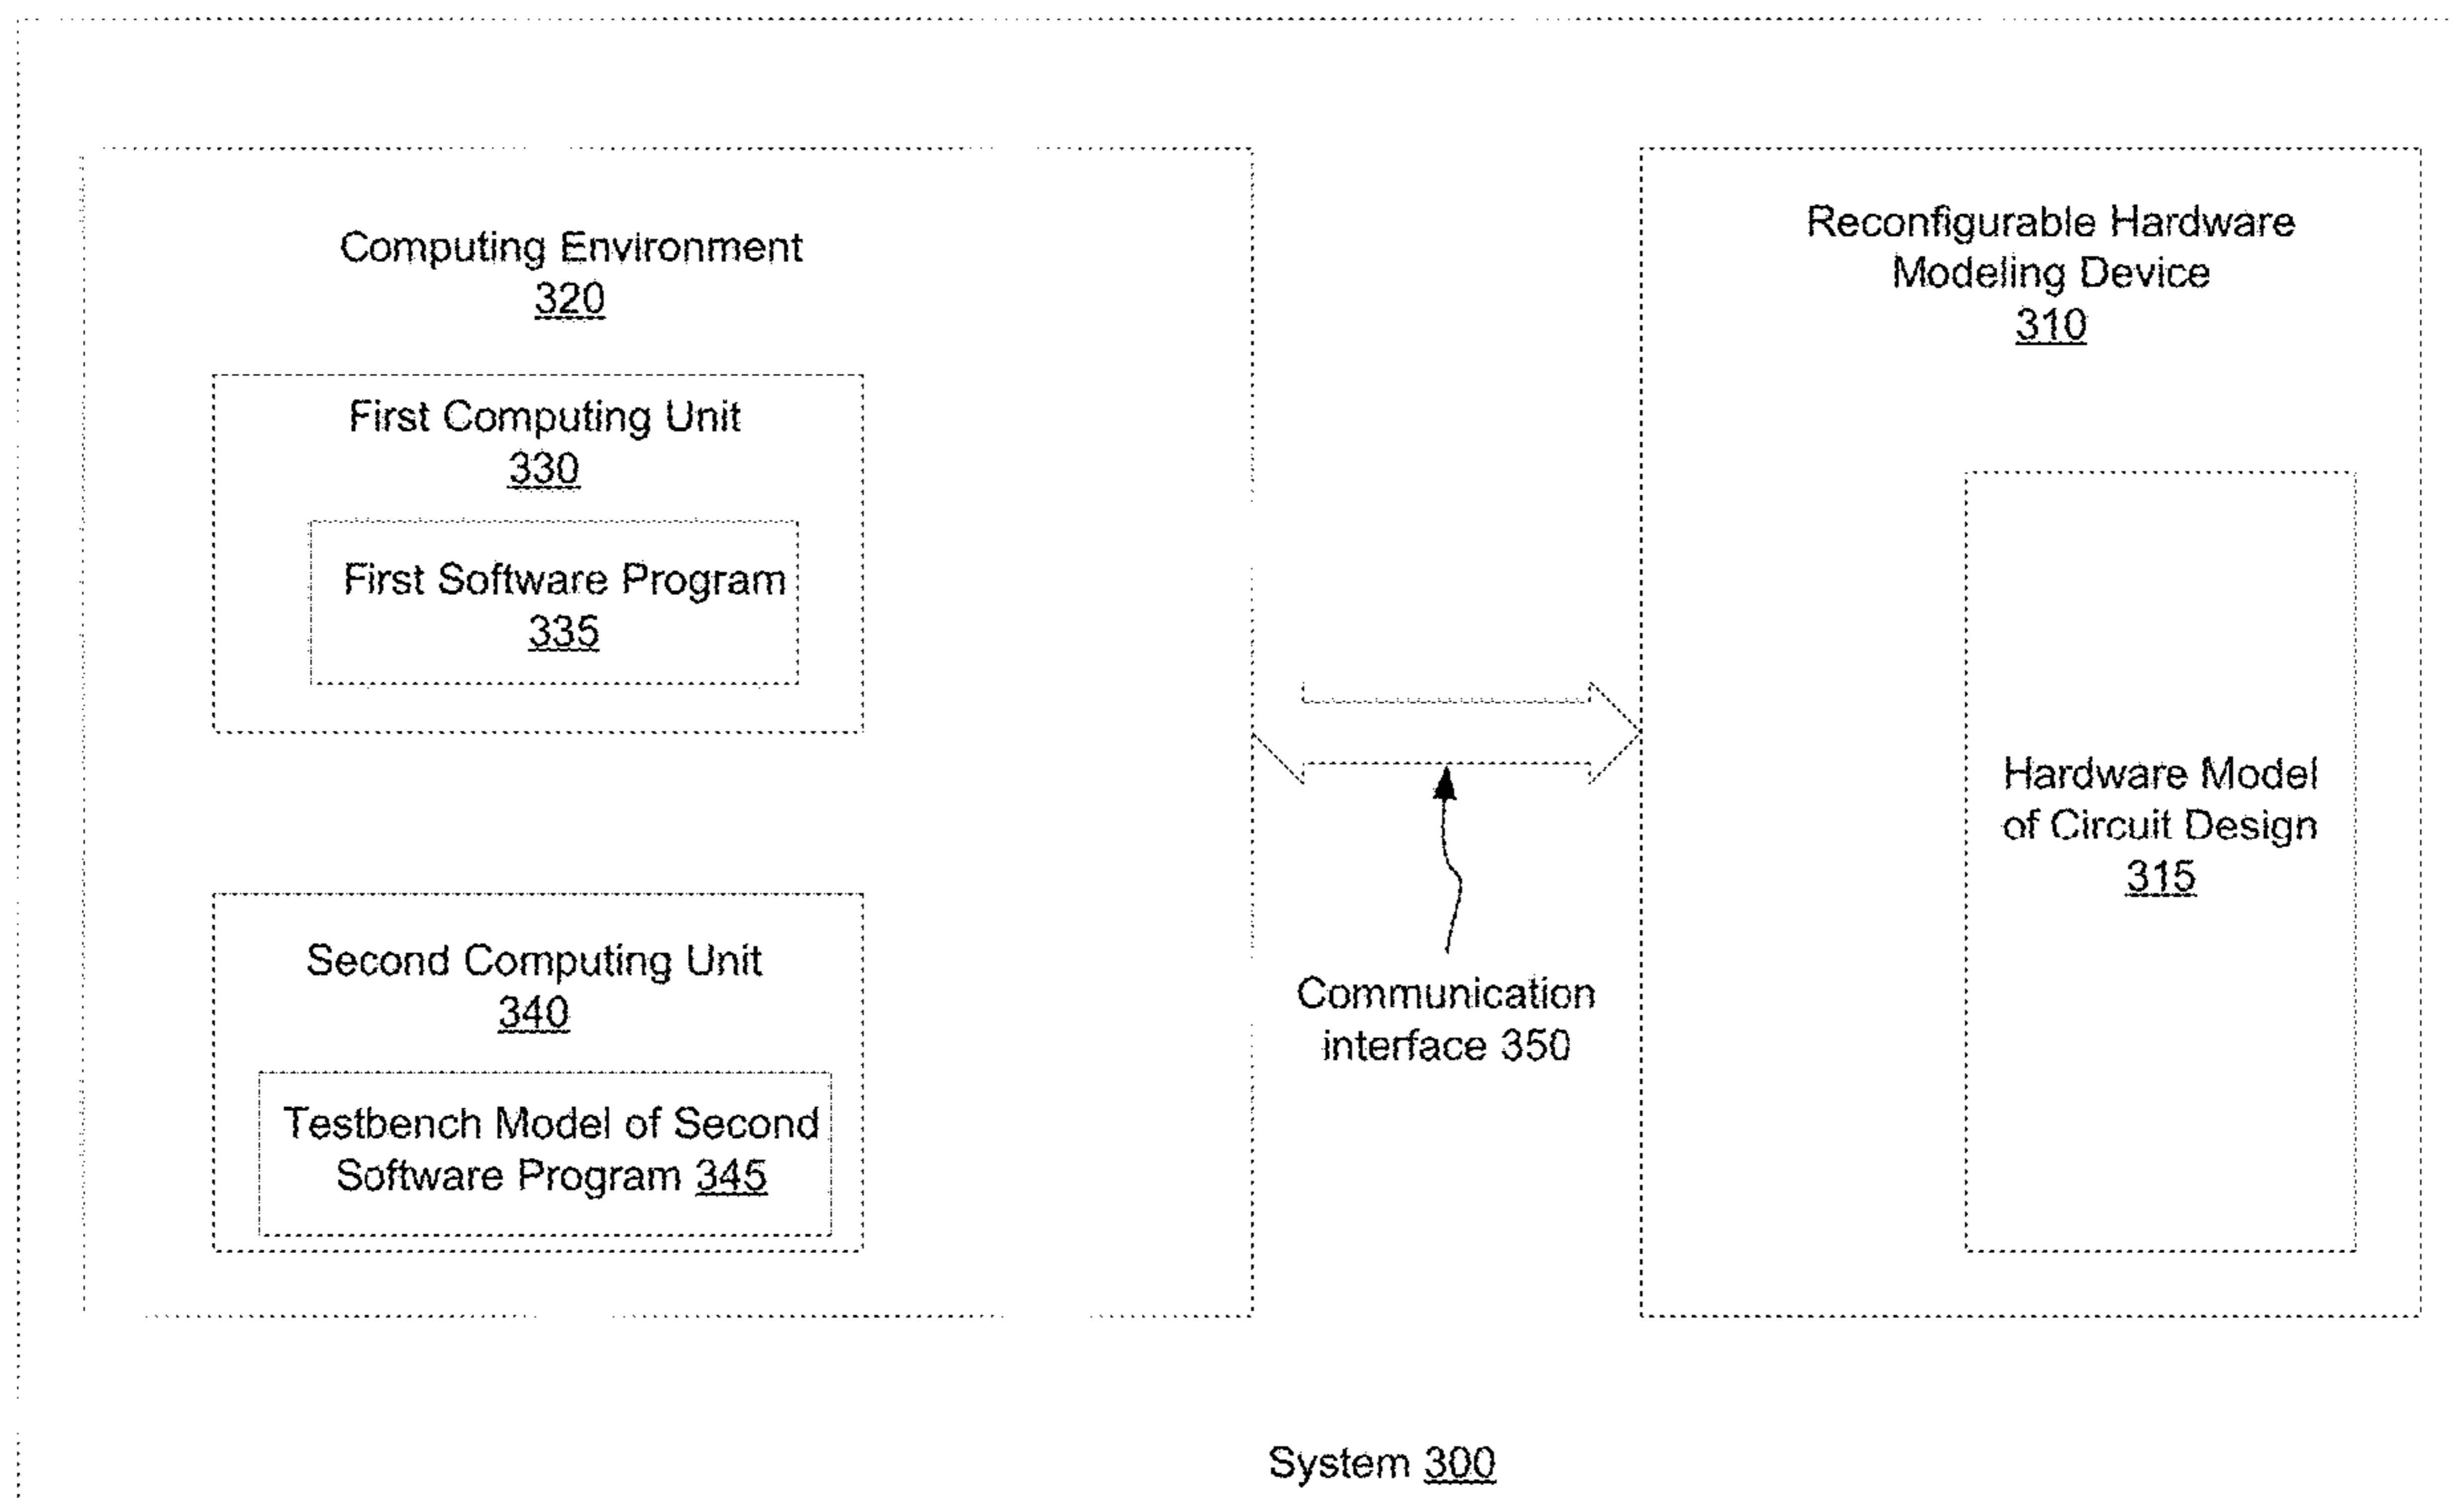 Computing Environment
320
First Computing Unit
330
First Software Program
335
Second Computing Unit
340
Testbench Model of Second
Software Program 345
Communication
interface 350
Reconfigurable Hardware
Modeling Device
310
Hardware Model
of Circuit Design
315
System 300